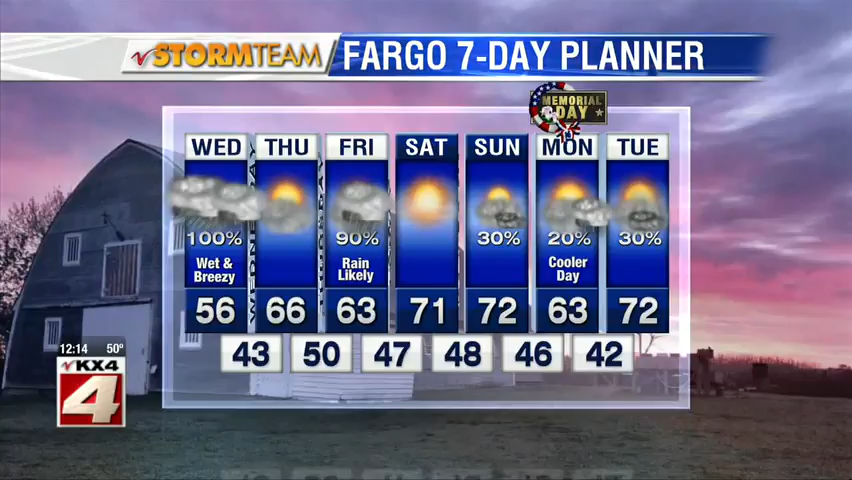 STORMTEAM
FARGO 7-DAY PLANNER
MEMORIAL
DAY
WED THU FRI SAT SUN MON TUE
100% 90% 30% 20% 30%
Wet & Breezy Rain Likely Cooler Day
56 66 63 71 72 63 72
43 50 47 48 46 42
12:14 50°
KX4
4